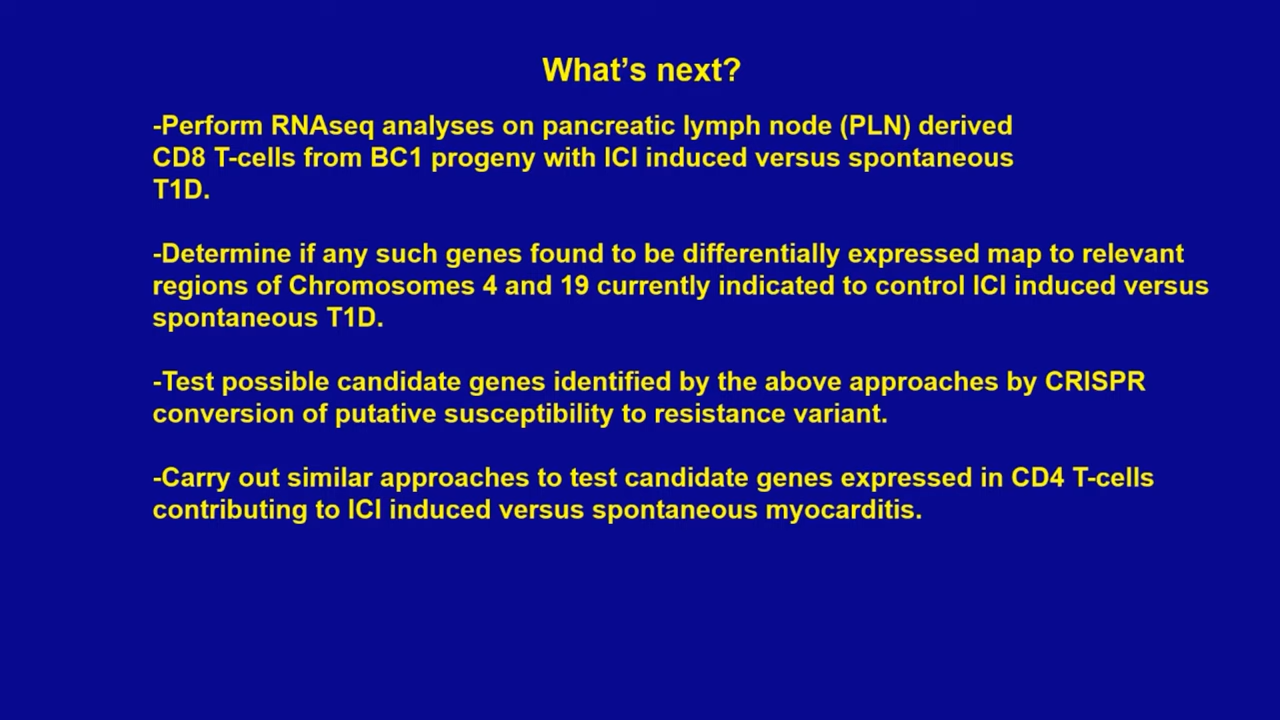 What's next?
-Perform RNAseq analyses on pancreatic lymph node (PLN) derived
CD8 T-cells from BC1 progeny with ICI induced versus spontaneous
T1D.
-Determine if any such genes found to be differentially expressed map to relevant
regions of Chromosomes 4 and 19 currently indicated to control ICI induced versus
spontaneous T1D.
-Test possible candidate genes identified by the above approaches by CRISPR
conversion of putative susceptibility to resistance variant.
-Carry out similar approaches to test candidate genes expressed in CD4 T-cells
contributing to ICI induced versus spontaneous myocarditis.